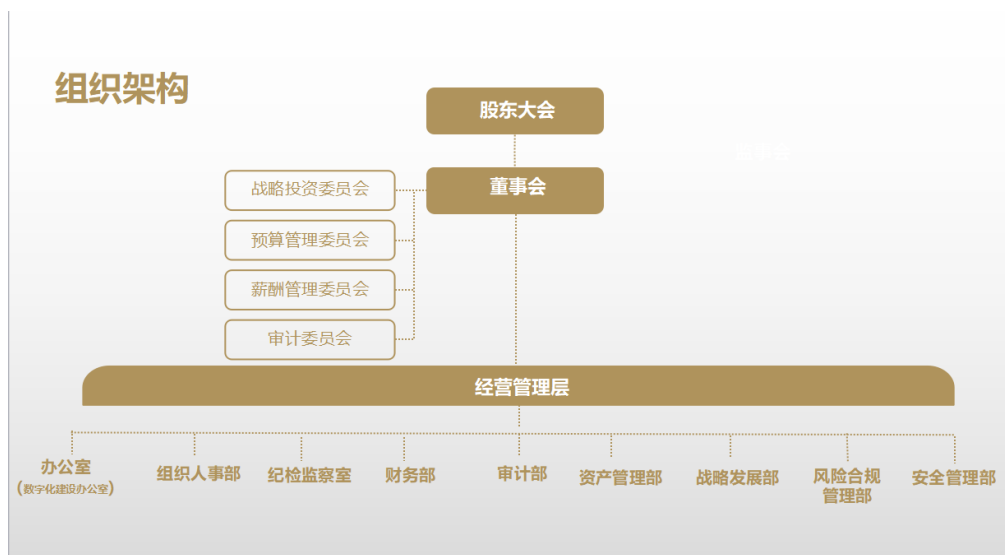 组织架构
股东大会
董事会
战略投资委员会
预算管理委员会
薪酬管理委员会
审计委员会
经营管理层
办公室
(数字化建设办公室)
组织人事部
纪检监察室
财务部
审计部
资产管理部
战略发展部
风险合规
管理部
安全管理部